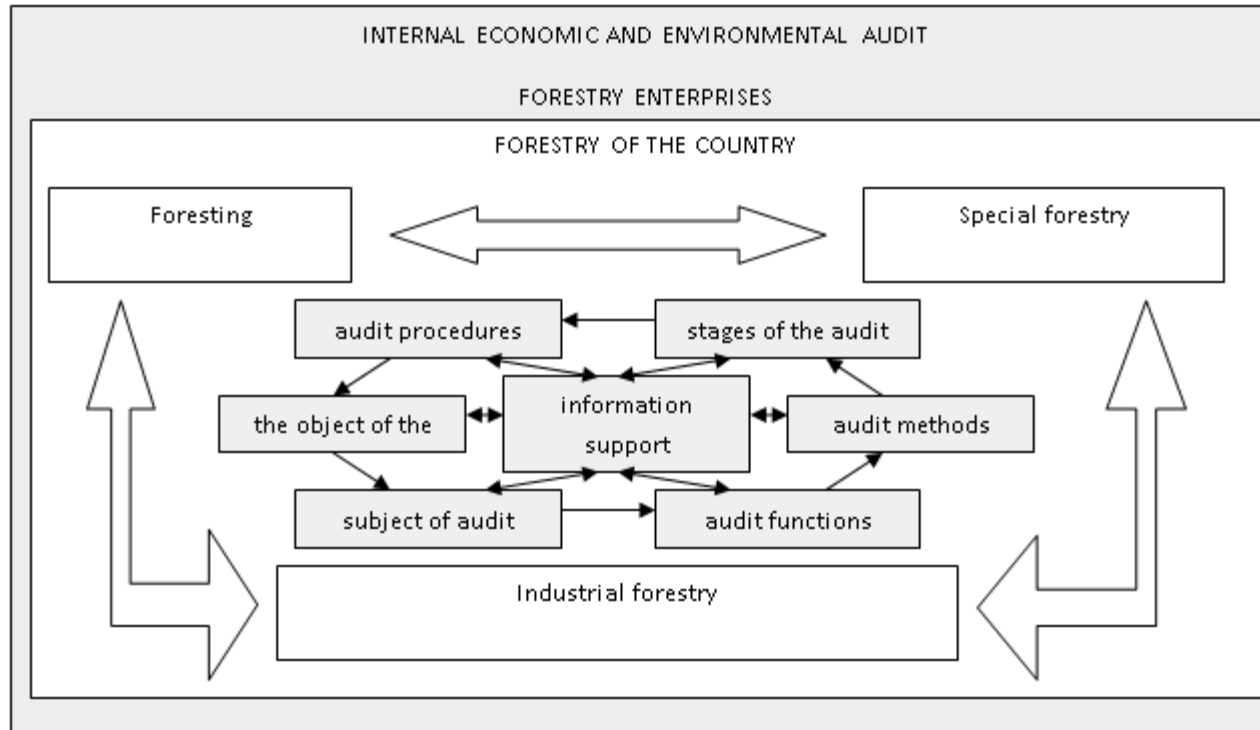 INTERNAL ECONOMIC AND ENVIRONMENTAL AUDIT
FORESTRY ENTERPRISES
FORESTRY OF THE COUNTRY
Foresting
Special forestry
audit procedures
stages of the audit
information
support
the object of the
audit methods
subject of audit
audit functions
Industrial forestry